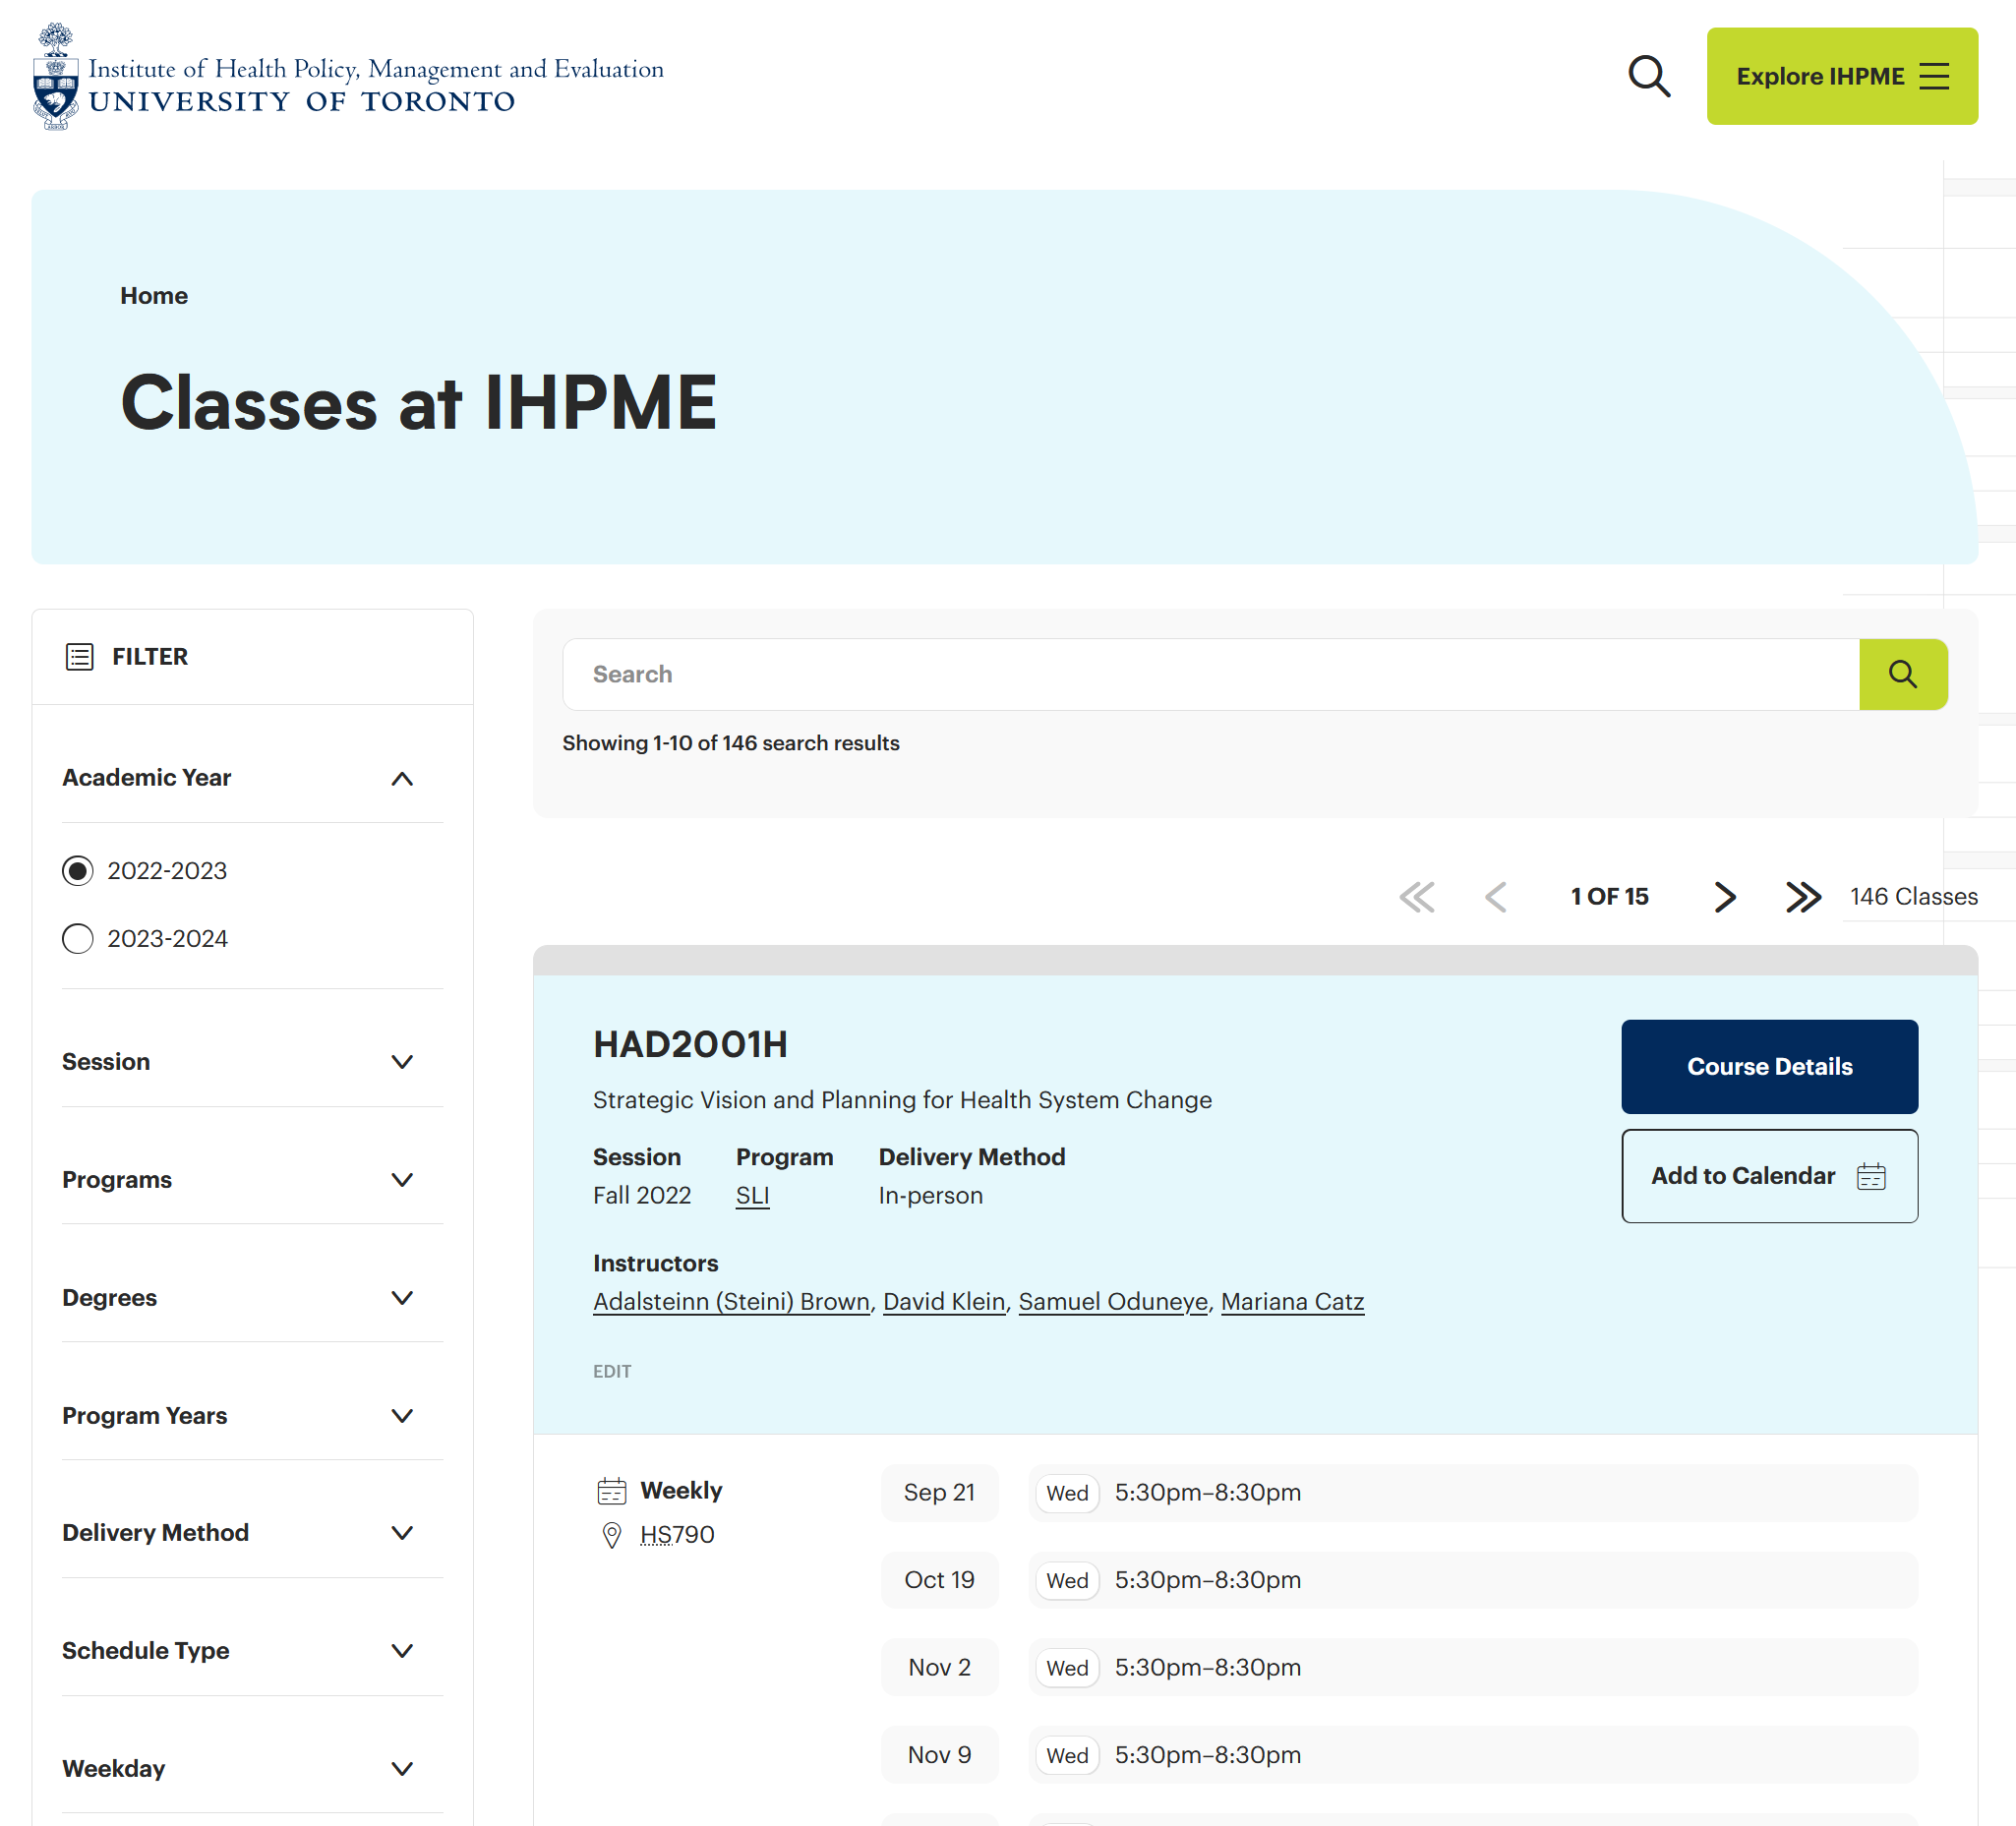 Institute of Health Policy, Management and Evaluation
UNIVERSITY OF TORONTO
Explore IHPME
Home
Classes at IHPME
FILTER
Academic Year
2022-2023
2023-2024
Session
Programs
Degrees
Program Years
Delivery Method
Schedule Type
Weekday
Search
Showing 1-10 of 146 search results
1 OF 15
146 Classes
HAD2001H
Strategic Vision and Planning for Health System Change
Session Program Delivery Method
Fall 2022 SLI In-person
Instructors
Adalsteinn (Steini) Brown, David Klein, Samuel Oduneye, Mariana Catz
EDIT
Course Details
Add to Calendar
Weekly
HS790
Sep 21 Wed 5:30pm–8:30pm
Oct 19 Wed 5:30pm–8:30pm
Nov 2 Wed 5:30pm–8:30pm
Nov 9 Wed 5:30pm–8:30pm